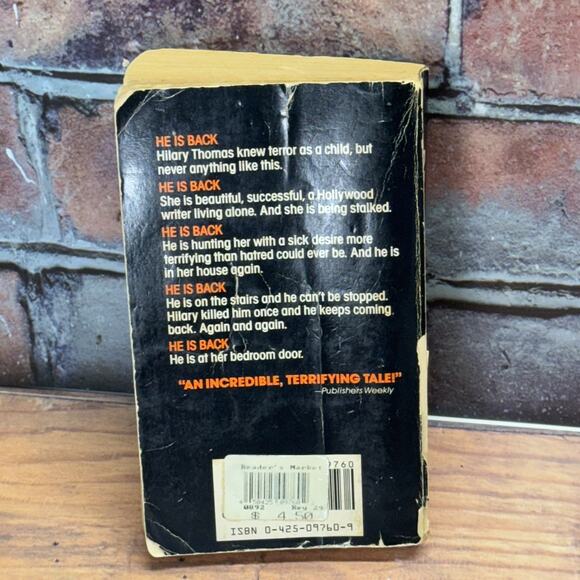 HE IS BACK
Hilary Thomas knew terror as a child, but
never anything like this.
HE IS BACK
She is beautiful, successful, a Hollywood
writer living alone. And she is being stalked.
HE IS BACK
He is hunting her with a sick desire more
terrifying than hatred could ever be. And he is
in her house again.
HE IS BACK
He is on the stairs and he can't be stopped.
Hilary killed him once and he keeps coming
back. Again and again.
HE IS BACK
He is at her bedroom door.
"AN INCREDIBLE, TERRIFYING TALE!"
—Publishers Weekly
Reader's Market
9760
0892
$ 4.50
ISBN 0-425-09760-9